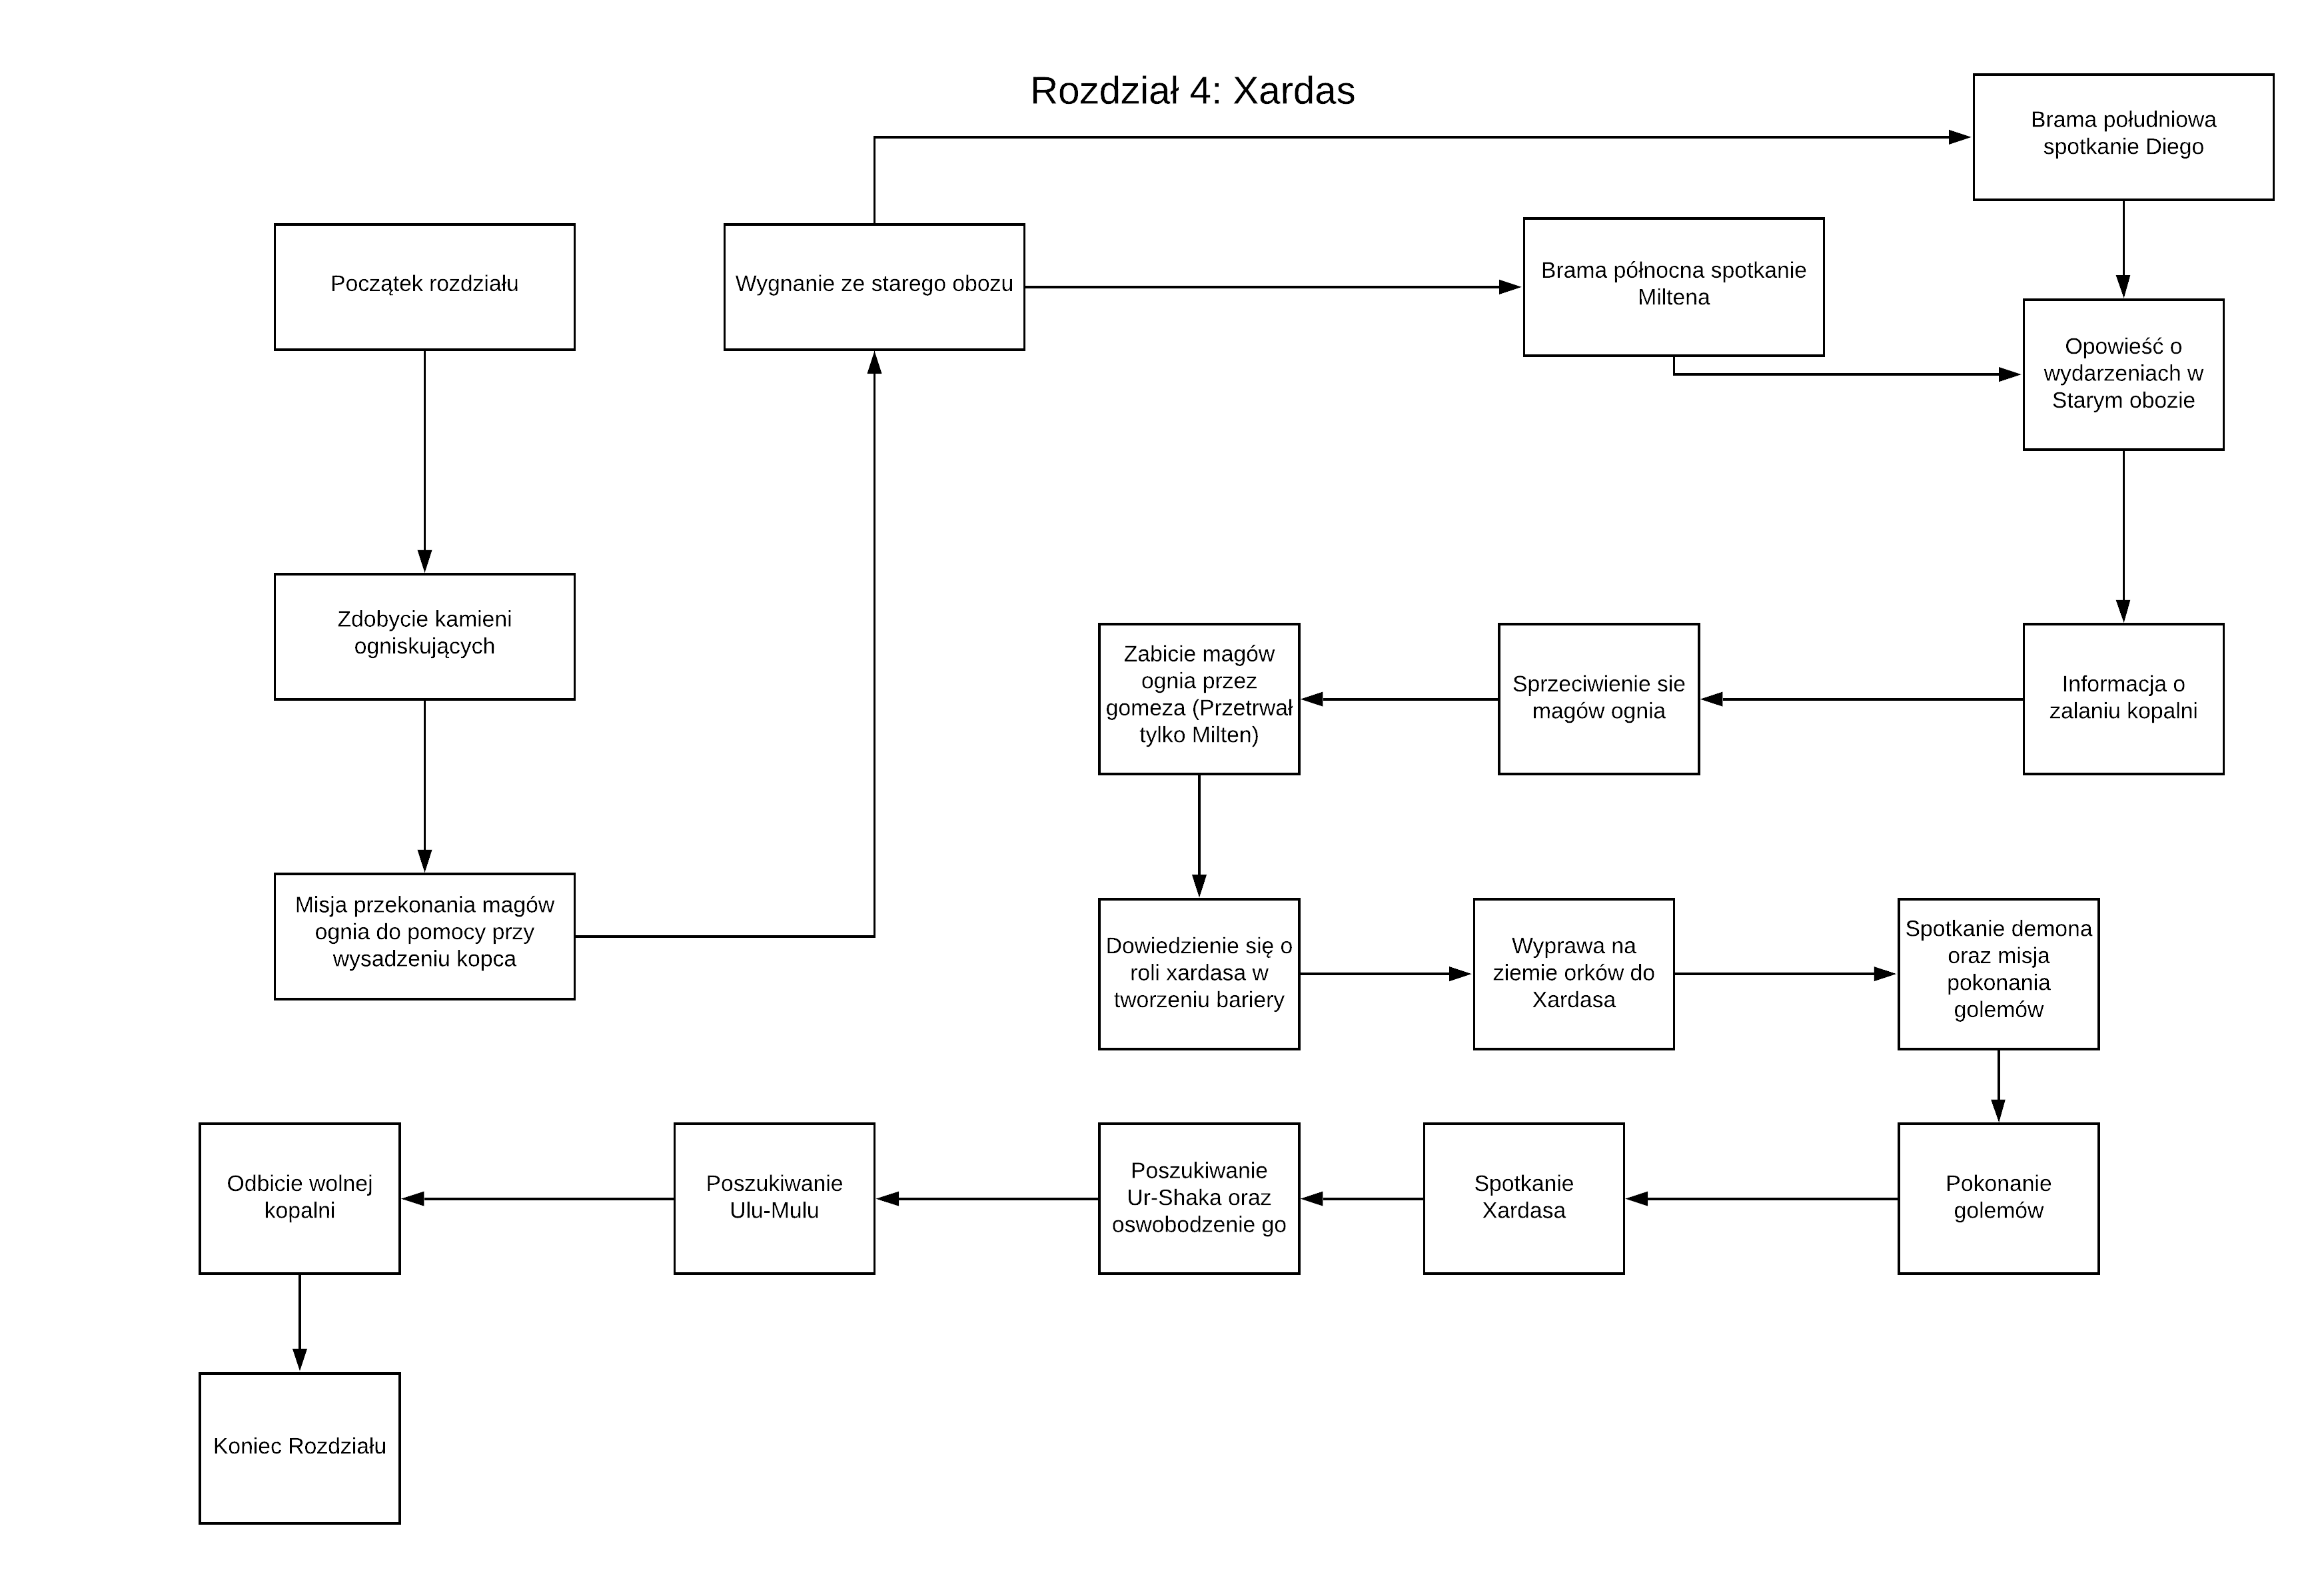 Rozdział 4: Xardas
Brama południowa
spotkanie Diego
Początek rozdziału
Wygnanie ze starego obozu
Brama północna spotkanie
Miltena
Opowieść o
wydarzeniach w
Starym obozie
Zdobycie kamieni
ogniskujących
Zabicie magów
ognia przez
gomeza (Przetrwał
tylko Milten)
Sprzeciwienie sie
magów ognia
Informacja o
zalaniu kopalni
Misja przekonania magów
ognia do pomocy przy
wysadzeniu kopca
Dowiedzienie się o
roli xardasa w
tworzeniu bariery
Wyprawa na
ziemie orków do
Xardasa
Spotkanie demona
oraz misja
pokonania
golemów
Odbicie wolnej
kopalni
Poszukiwanie
Ulu-Mulu
Poszukiwanie
Ur-Shaka oraz
oswobodzenie go
Spotkanie
Xardasa
Pokonanie
golemów
Koniec Rozdziału